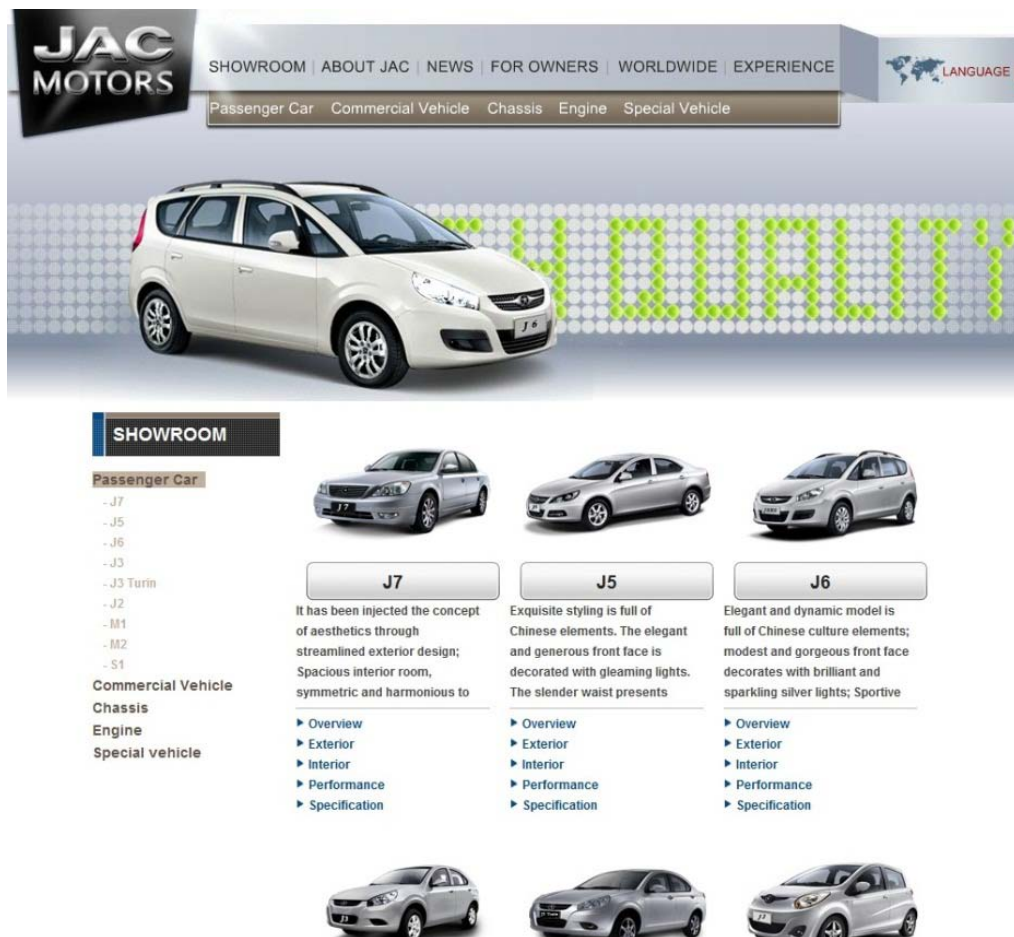 JAC
MOTORS
SHOWROOM | ABOUT JAC | NEWS | FOR OWNERS | WORLDWIDE | EXPERIENCE
LANGUAGE
Passenger Car Commercial Vehicle Chassis Engine Special Vehicle
QUALITY
J6
SHOWROOM
Passenger Car
- J7
- J5
- J6
- J3
- J3 Turin
- J2
- M1
- M2
- S1
Commercial Vehicle
Chassis
Engine
Special vehicle
J7
J7
It has been injected the concept
of aesthetics through
streamlined exterior design;
Spacious interior room,
symmetric and harmonious to
Overview
Exterior
Interior
Performance
Specification
J5
Exquisite styling is full of
Chinese elements. The elegant
and generous front face is
decorated with gleaming lights.
The slender waist presents
Overview
Exterior
Interior
Performance
Specification
J6
Elegant and dynamic model is
full of Chinese culture elements;
modest and gorgeous front face
decorates with brilliant and
sparkling silver lights; Sportive
Overview
Exterior
Interior
Performance
Specification
J3
J3 Turin
J2